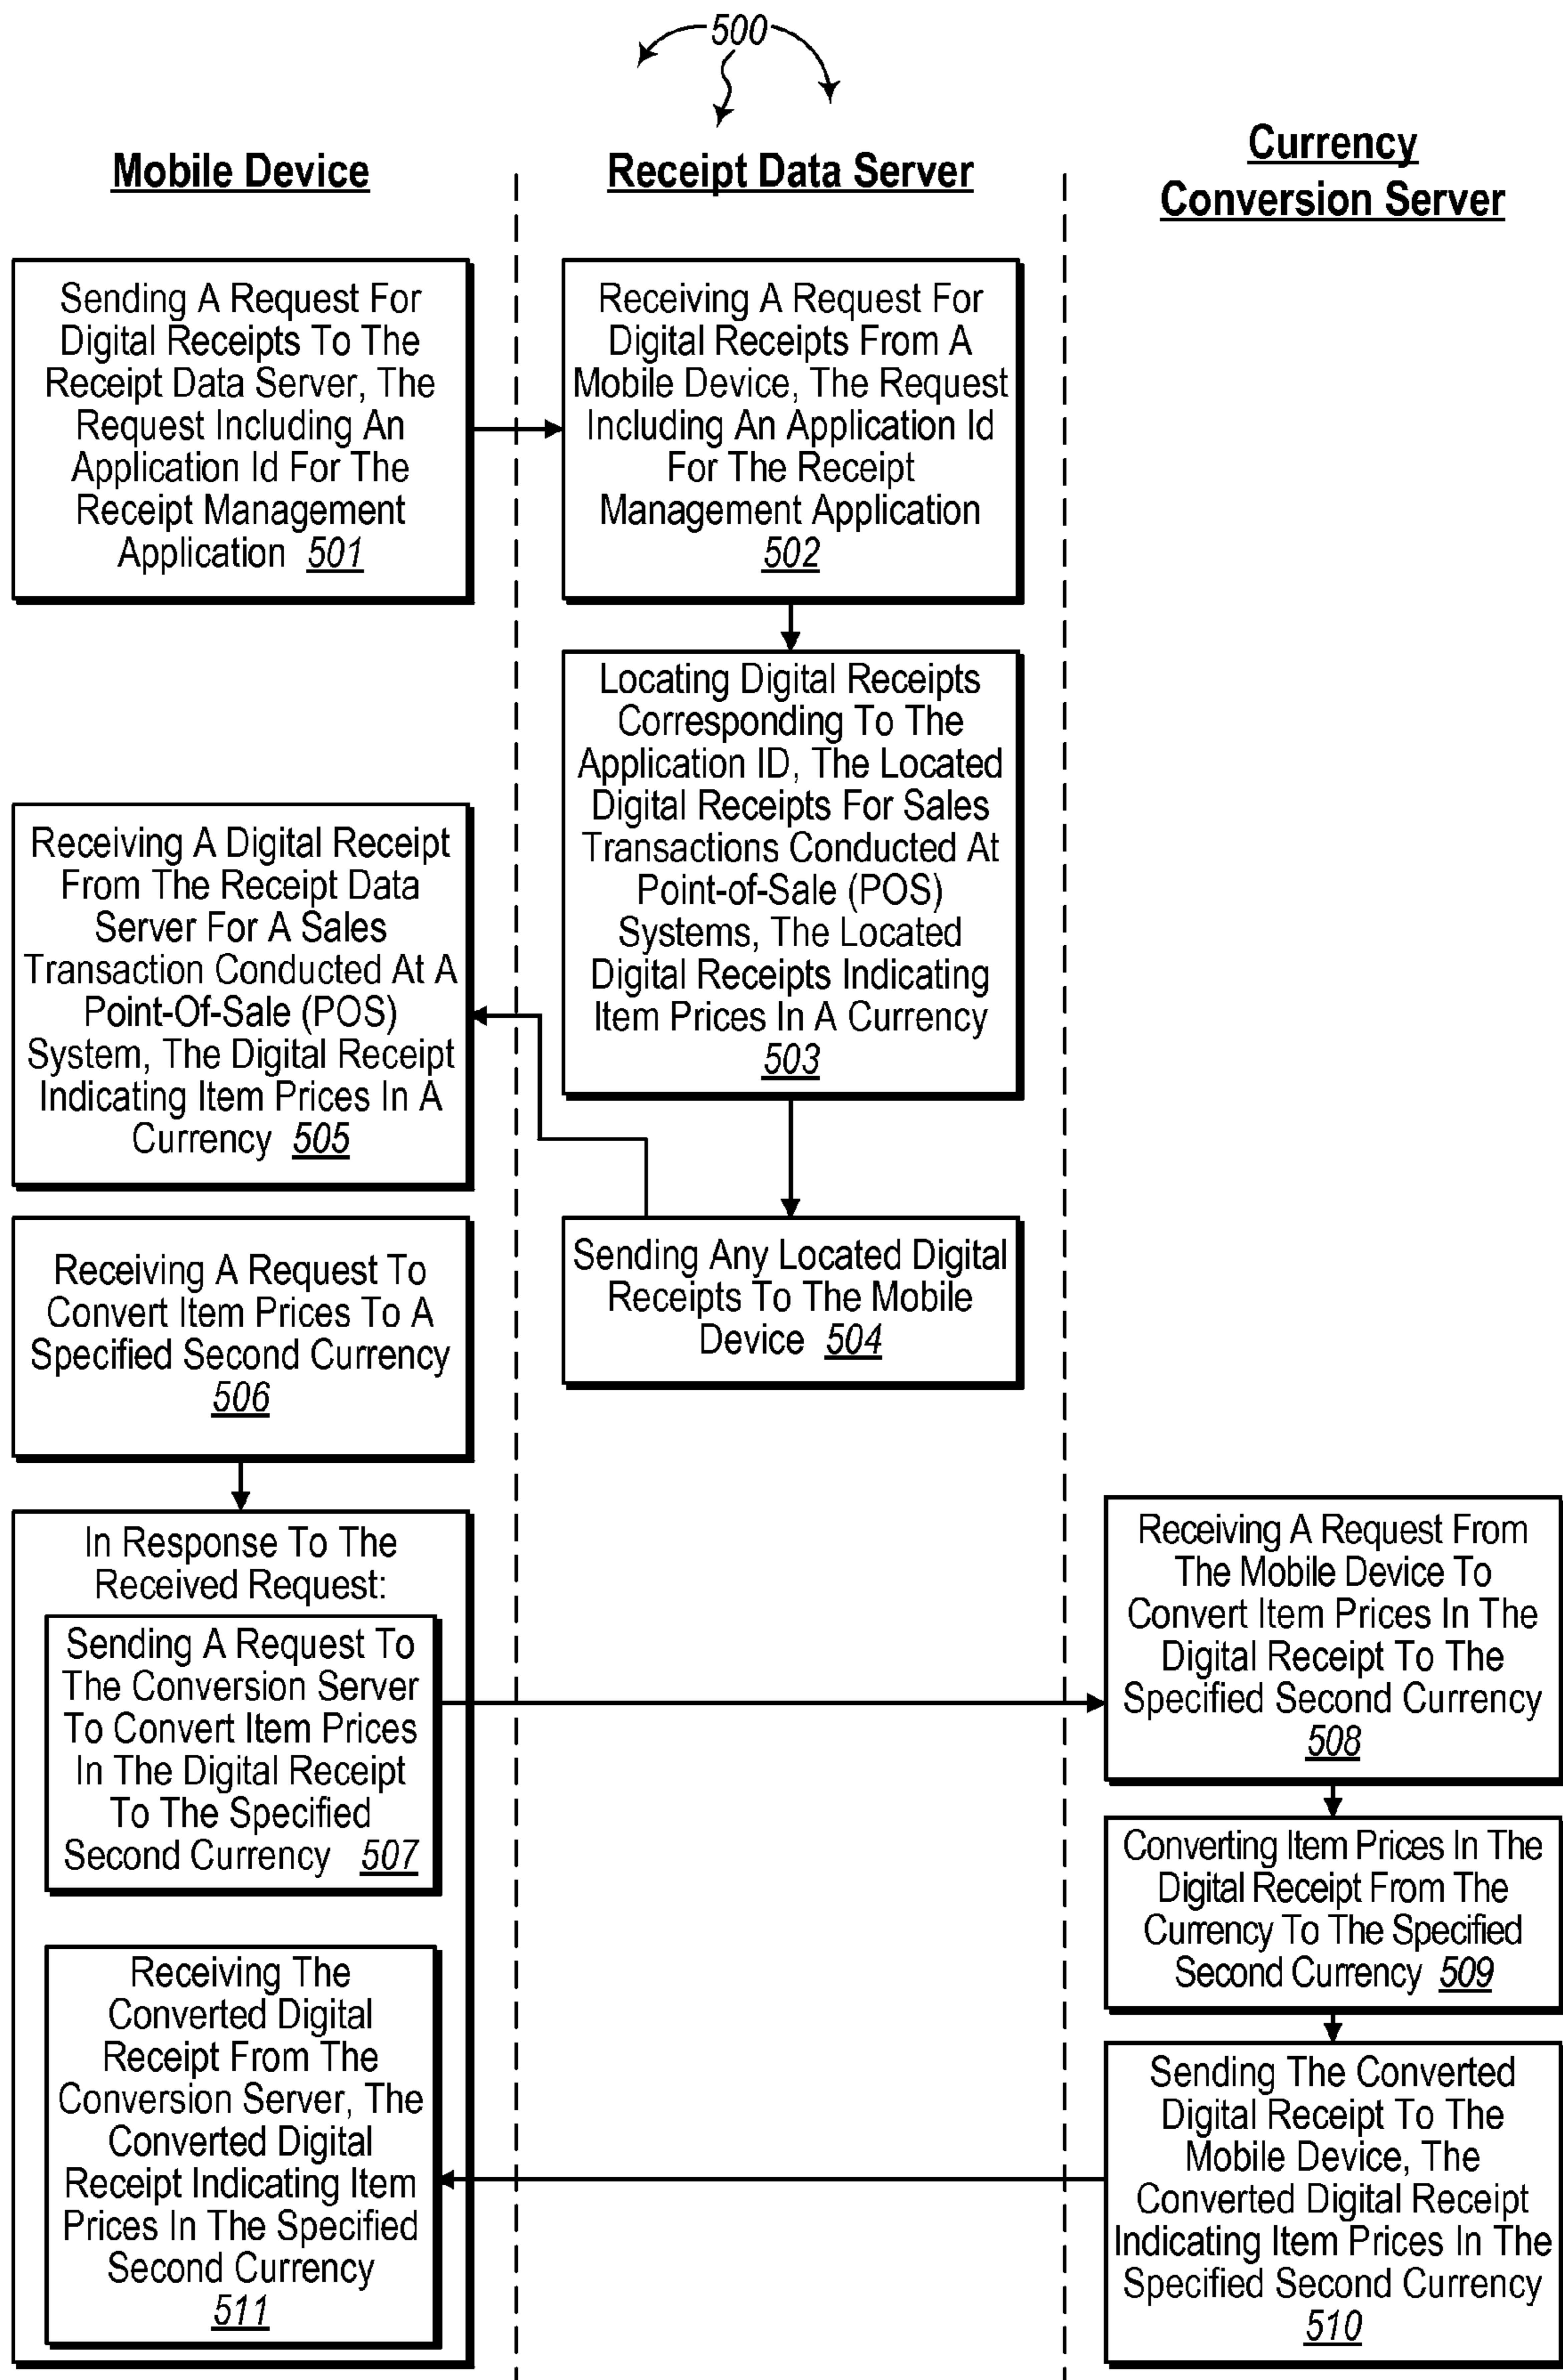 500
Mobile Device
Receipt Data Server
Currency
Conversion Server
Sending A Request For
Digital Receipts To The
Receipt Data Server, The
Request Including An
Application Id For The
Receipt Management
Application 501
Receiving A Request For
Digital Receipts From A
Mobile Device, The Request
Including An Application Id
For The Receipt
Management Application
502
Locating Digital Receipts
Corresponding To The
Application ID, The Located
Digital Receipts For Sales
Transactions Conducted At
Point-of-Sale (POS)
Systems, The Located
Digital Receipts Indicating
Item Prices In A Currency
503
Sending Any Located Digital
Receipts To The Mobile
Device 504
Receiving A Digital Receipt
From The Receipt Data
Server For A Sales
Transaction Conducted At A
Point-Of-Sale (POS)
System, The Digital Receipt
Indicating Item Prices In A
Currency 505
Receiving A Request To
Convert Item Prices To A
Specified Second Currency
506
In Response To The
Received Request:
Sending A Request To
The Conversion Server
To Convert Item Prices
In The Digital Receipt
To The Specified
Second Currency 507
Receiving A Request From
The Mobile Device To
Convert Item Prices In The
Digital Receipt To The
Specified Second Currency
508
Converting Item Prices In The
Digital Receipt From The
Currency To The Specified
Second Currency 509
Sending The Converted
Digital Receipt To The
Mobile Device, The
Converted Digital Receipt
Indicating Item Prices In The
Specified Second Currency
510
Receiving The
Converted Digital
Receipt From The
Conversion Server, The
Converted Digital
Receipt Indicating Item
Prices In The Specified
Second Currency
511